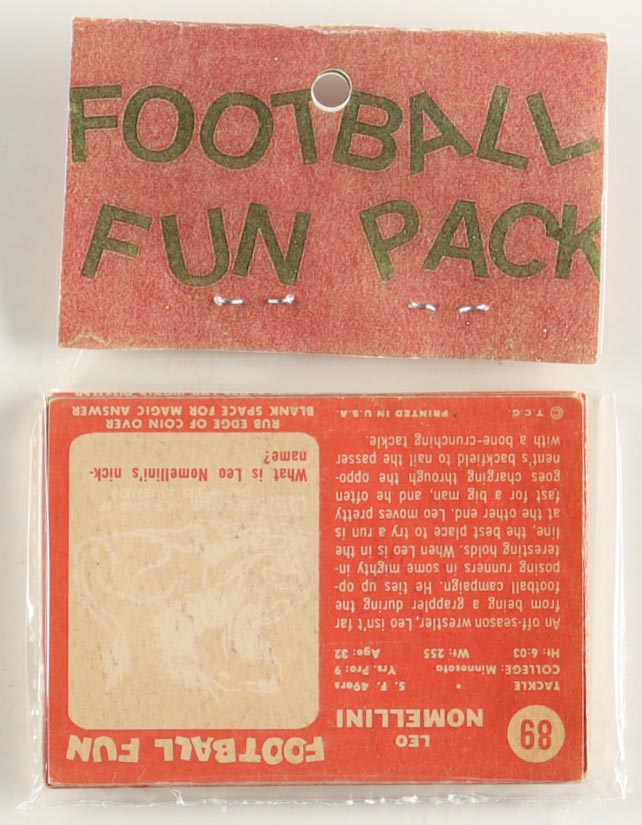 FOOTBALL
FUN PACK
89
LEO
NOMELLINI
TACKLE S. F. 49ers
COLLEGE: Minnesota Yrs. Pro: 9
Ht: 6:03 Wt: 255 Age: 32
An off-season wrestler, Leo isn't far
from being a grappler during the
football campaign. He ties up op-
posing runners in some mighty in-
teresting holds. When Leo is in the
line, the best place to try a run is
at the other end. Leo moves pretty
fast for a big man, and he often
goes charging through the oppo-
nent's backfield to nail the passer
with a bone-crunching tackle.
© T.C.G. PRINTED IN U.S.A.
FOOTBALL FUN
What is Leo Nomellini's nick-
name?
RUB EDGE OF COIN OVER
BLANK SPACE FOR MAGIC ANSWER